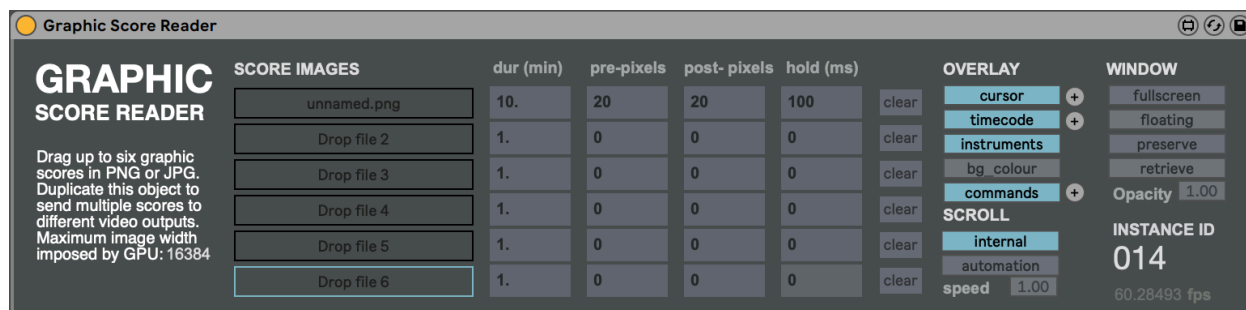 Graphic Score Reader
GRAPHIC
SCORE READER
Drag up to six graphic
scores in PNG or JPG.
Duplicate this object to
send multiple scores to
different video outputs.
Maximum image width
imposed by GPU: 16384
SCORE IMAGES dur (min) pre-pixels post- pixels hold (ms)
unnamed.png 10. 20 20 100 clear
Drop file 2 1. 0 0 0 clear
Drop file 3 1. 0 0 0 clear
Drop file 4 1. 0 0 0 clear
Drop file 5 1. 0 0 0 clear
Drop file 6 1. 0 0 0 clear
OVERLAY
cursor +
timecode +
instruments
bg_colour
commands +
SCROLL
internal
automation
speed 1.00
WINDOW
fullscreen
floating
preserve
retrieve
Opacity 1.00
INSTANCE ID
014
60.28493 fps